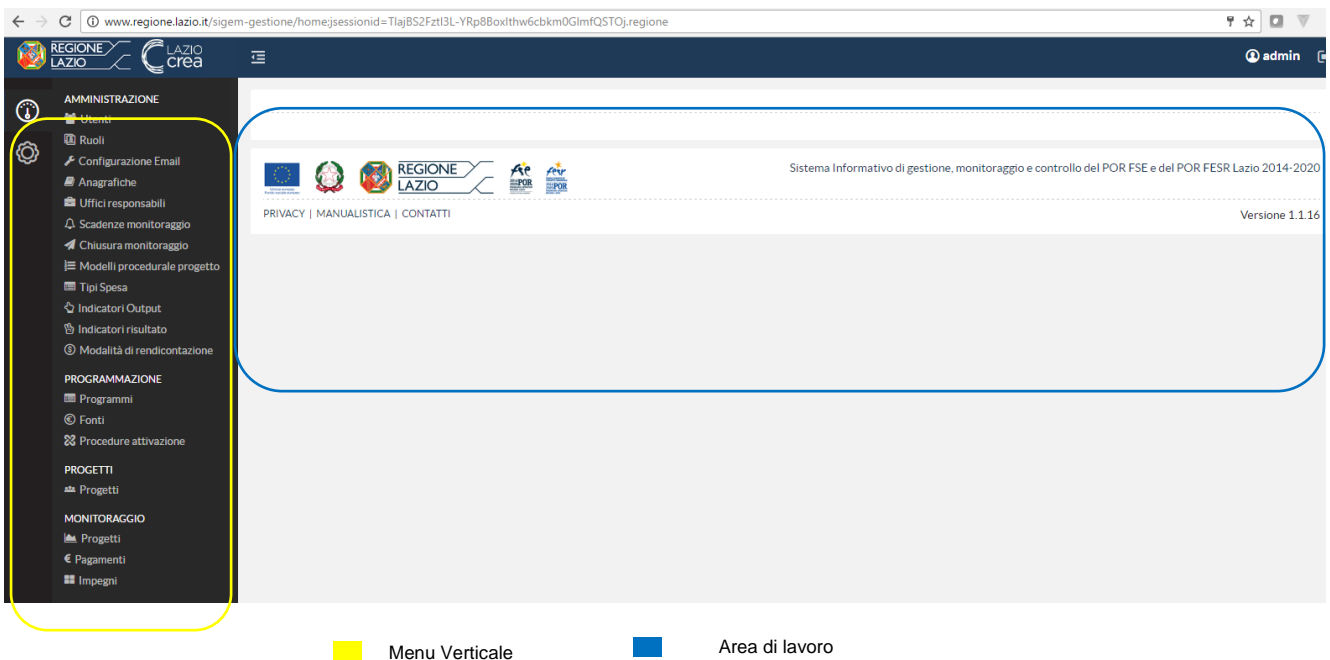 www.regione.lazio.it/sigem-gestione/home;jsessionid=TlajBS2FztI3L-YRp8BoxIthw6cbkm0GImfQSTOj.regione
REGIONE LAZIO
LAZIO crea
admin
AMMINISTRAZIONE
Utenti
Ruoli
Configurazione Email
Anagrafiche
Uffici responsabili
Scadenze monitoraggio
Chiusura monitoraggio
Modelli procedurale progetto
Tipi Spesa
Indicatori Output
Indicatori risultato
Modalità di rendicontazione
PROGRAMMAZIONE
Programmi
Fonti
Procedure attivazione
PROGETTI
Progetti
MONITORAGGIO
Progetti
Pagamenti
Impegni
REGIONE
LAZIO
POR
POR
Sistema Informativo di gestione, monitoraggio e controllo del POR FSE e del POR FESR Lazio 2014-2020
PRIVACY | MANUALISTICA | CONTATTI
Versione 1.1.16
Menu Verticale
Area di lavoro